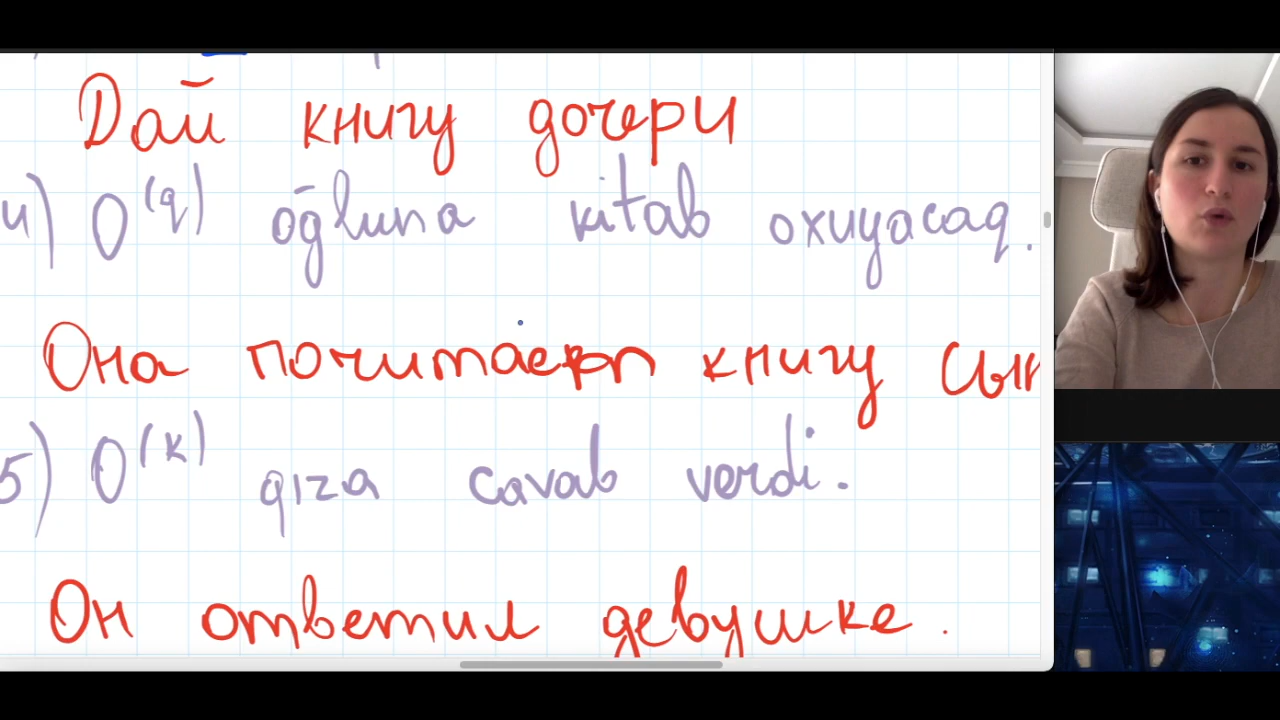 Дай книгу дочери
4) O(q) oğluna kitab oxuyacaq.
Она почитает книгу сын
5) O(k) qıza cavab verdi.
Он ответил девушке.